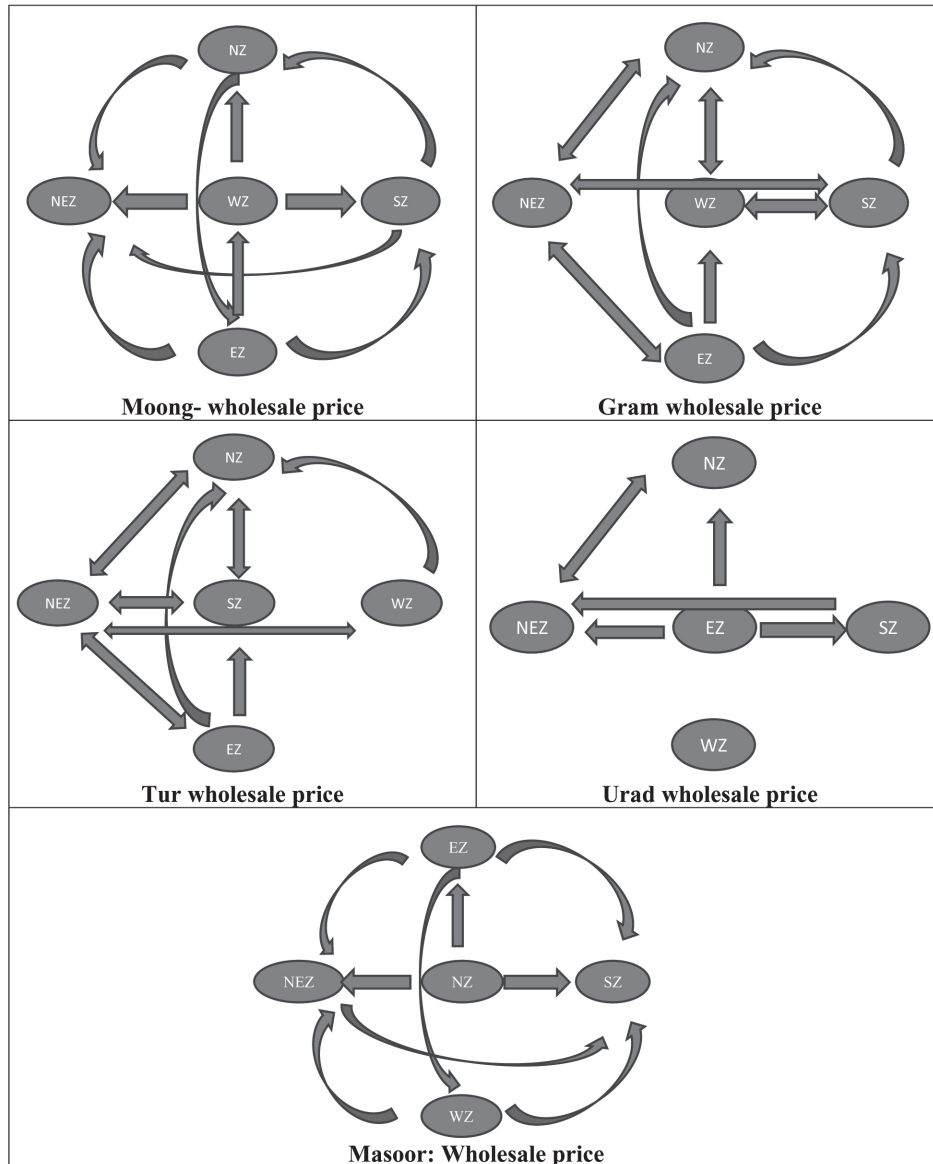 NZ
NEZ WZ SZ
EZ
Moong- wholesale price
NZ
NEZ WZ SZ
EZ
Gram wholesale price
NZ
NEZ SZ WZ
EZ
Tur wholesale price
NZ
NEZ EZ SZ
WZ
Urad wholesale price
EZ
NEZ NZ SZ
WZ
Masoor: Wholesale price